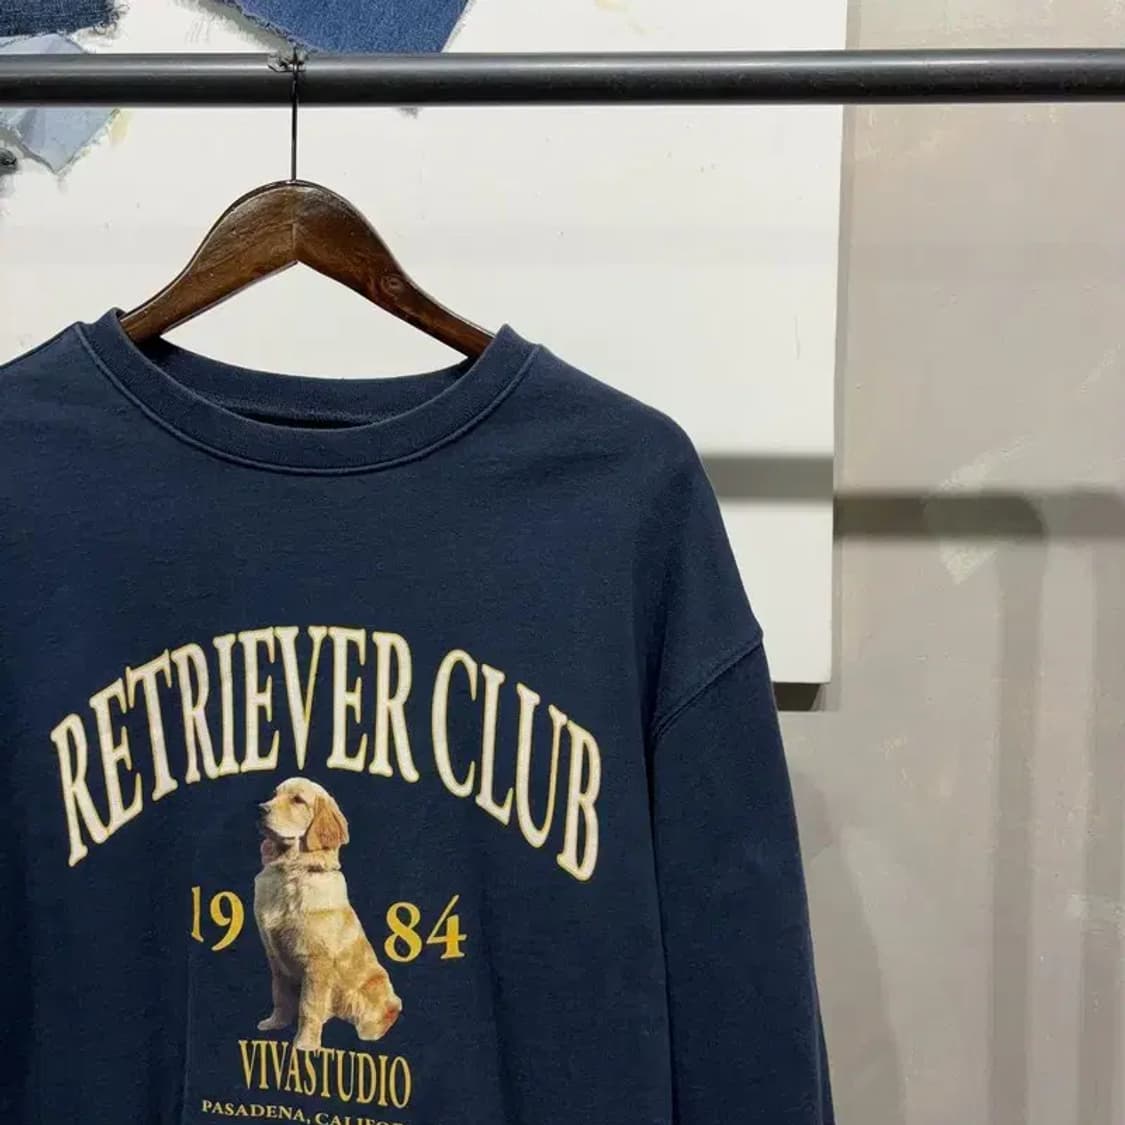 RETRIEVER CLUB
19 84
VIVASTUDIO
PASADENA,